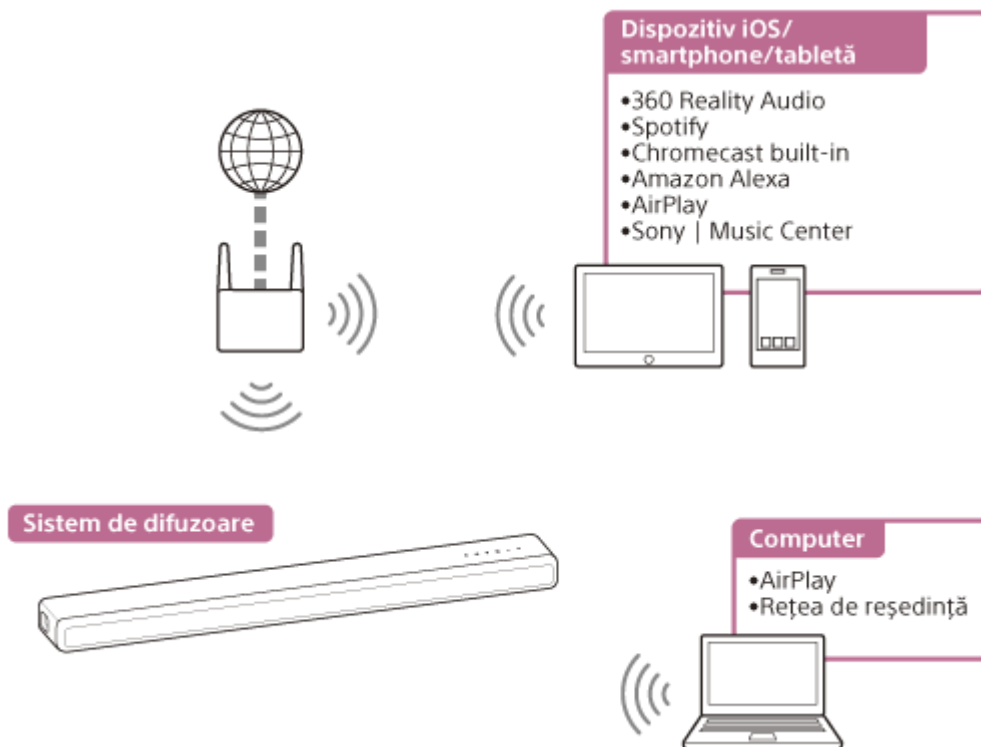 Dispozitiv iOS/
smartphone/tabletă
•360 Reality Audio
•Spotify
•Chromecast built-in
•Amazon Alexa
•AirPlay
•Sony | Music Center
Sistem de difuzoare
Computer
•AirPlay
•Rețea de reședință